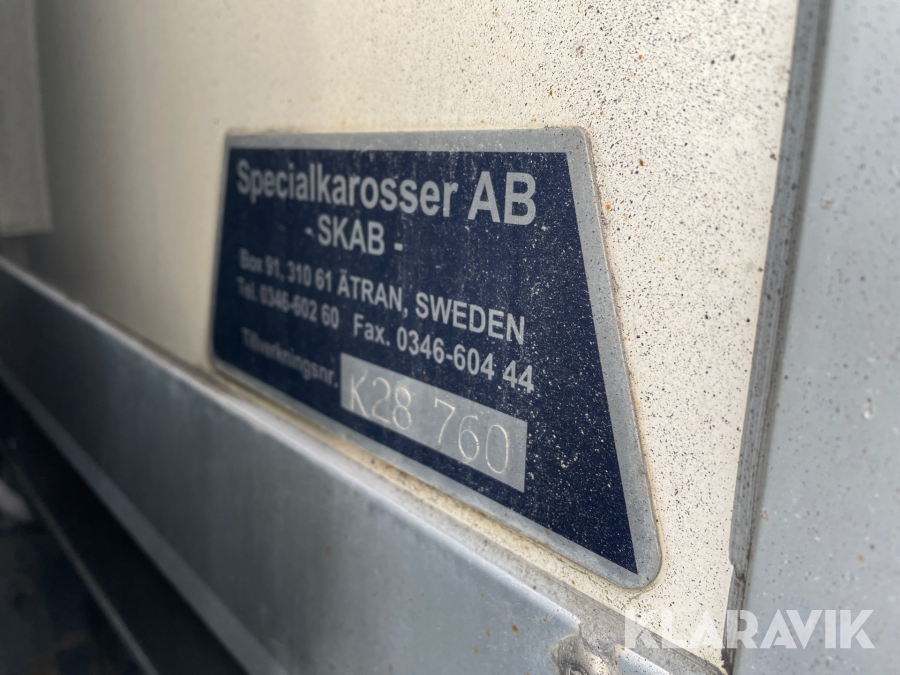 Specialkarosser AB
- SKAB -
Box 91, 310 61 ÄTRAN, SWEDEN
Tel. 0346-602 60 Fax. 0346-604 44
Tillverkningsnr. K28 760
KLARAVIK